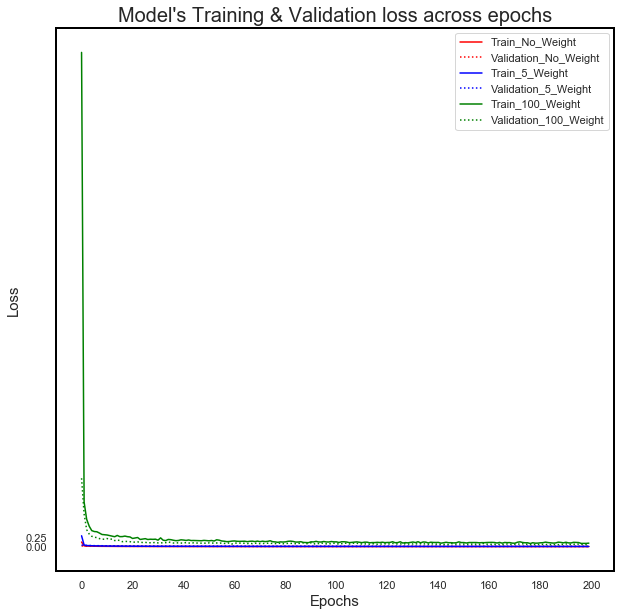 Model's Training & Validation loss across epochs
Train_No_Weight
Validation_No_Weight
Train_5_Weight
Validation_5_Weight
Train_100_Weight
Validation_100_Weight
Loss
0.25
0.00
0 20 40 60 80 100 120 140 160 180 200
Epochs